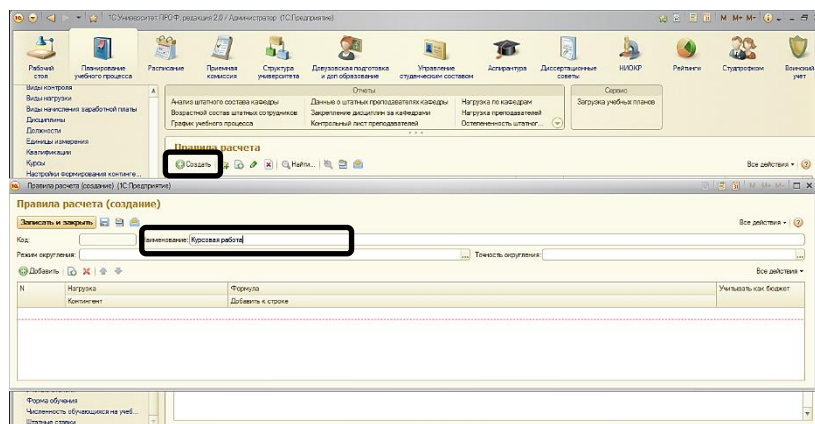 1С:Университет ПРОФ, редакция 2.0 / Администратор (1С:Предприятие)
M M+ M-
Рабочий стол
Планирование учебного процесса
Расписание
Приемная комиссия
Структура университета
Довузовская подготовка и доп образование
Управление студенческим составом
Аспирантура
Диссертационные советы
НИОКР
Рейтинги
Студпрофком
Воинский учет
Виды контроля
Виды нагрузки
Виды начисления заработной платы
Дисциплины
Должности
Единицы измерения
Квалификации
Курсы
Настройки формирования континге...
Отчеты
Анализ штатного состава кафедры
Возрастной состав штатных сотрудников
График учебного процесса
Данные о штатных преподавателях кафедры
Закрепление дисциплин за кафедрами
Контрольный лист преподавателей
Нагрузка по кафедрам
Нагрузка преподавателей
Остепененность штатног...
Сервис
Загрузка учебных планов
Правила расчета
Создать
Найти...
Все действия
Правила расчета (создание) (1С:Предприятие)
M M+ M-
Правила расчета (создание)
Записать и закрыть
Все действия
Код:
Наименование: Курсовая работа
Режим округления:
Точность округления:
Добавить
Все действия
N
Нагрузка
Формула
Учитывать как бюджет
Контингент
Добавить к строке
Форма обучения
Численность обучающихся на учеб...
Штатные ставки